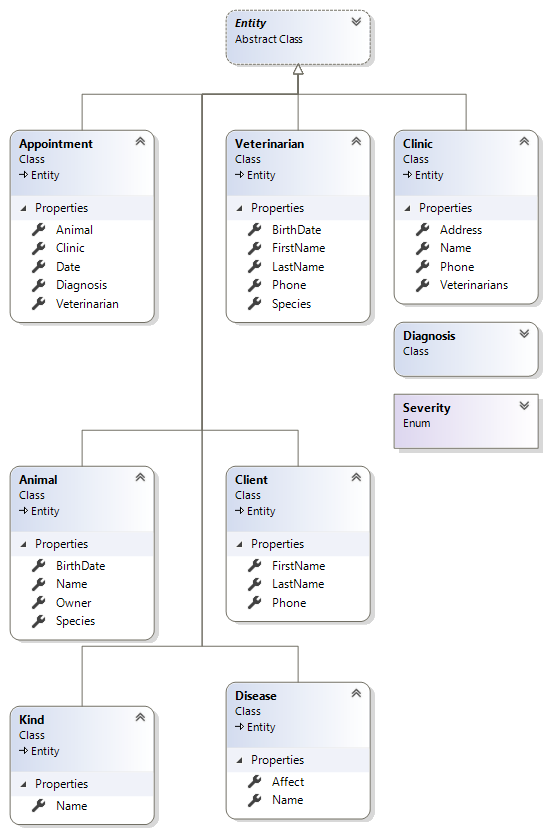 Entity
Abstract Class
Appointment
Class
Entity
Properties
Animal
Clinic
Date
Diagnosis
Veterinarian
Veterinarian
Class
Entity
Properties
BirthDate
FirstName
LastName
Phone
Species
Clinic
Class
Entity
Properties
Address
Name
Phone
Veterinarians
Diagnosis
Class
Severity
Enum
Animal
Class
Entity
Properties
BirthDate
Name
Owner
Species
Client
Class
Entity
Properties
FirstName
LastName
Phone
Kind
Class
Entity
Properties
Name
Disease
Class
Entity
Properties
Affect
Name